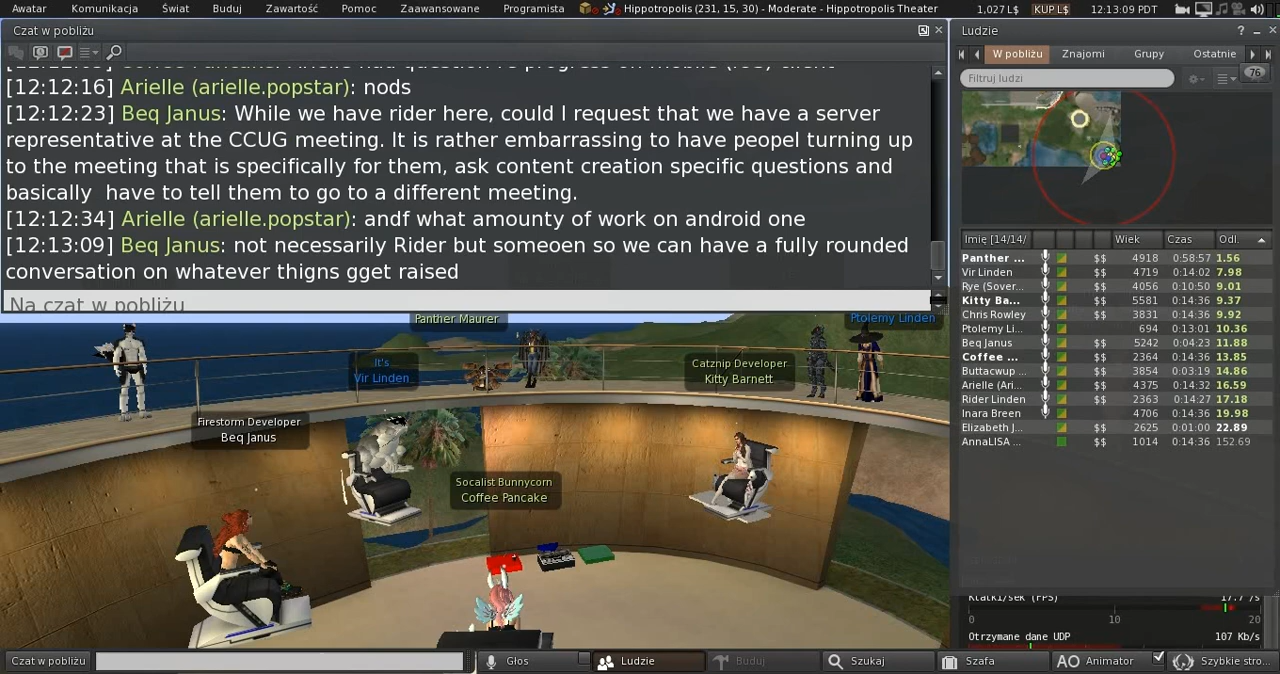 Awatar Komunikacja Świat Buduj Zawartość Pomoc Zaawansowane Programista Hippotropolis (231, 15, 30) - Moderate - Hippotropolis Theater 1,027 L$ KUP L$ 12:13:09 PDT
Czat w pobliżu
[12:12:16] Arielle (arielle.popstar): nods
[12:12:23] Beq Janus: While we have rider here, could I request that we have a server
representative at the CCUG meeting. It is rather embarrassing to have peopel turning up
to the meeting that is specifically for them, ask content creation specific questions and
basically have to tell them to go to a different meeting.
[12:12:34] Arielle (arielle.popstar): andf what amounty of work on android one
[12:13:09] Beq Janus: not necessarily Rider but someoen so we can have a fully rounded
conversation on whatever thigns gget raised
Na czat w pobliżu
Panther Maurer
Ptolemy Linden
It's
Vir Linden
Catznip Developer
Kitty Barnett
Firestorm Developer
Beq Janus
Socalist Bunnycorn
Coffee Pancake
Ludzie ?
W pobliżu Znajomi Grupy Ostatnie
Filtruj ludzi 76
Imię [14/14/ Wiek Czas Odl.
Panther ... $$ 4918 0:58:57 1.56
Vir Linden $$ 4719 0:14:02 7.98
Rye (Sover... $$ 4056 0:10:50 9.01
Kitty Ba... $$ 5581 0:14:36 9.37
Chris Rowley $$ 3831 0:14:36 9.92
Ptolemy Li... 694 0:13:01 10.36
Beq Janus $$ 5242 0:04:23 11.88
Coffee ... $$ 2364 0:14:36 13.85
Buttacwup ... $$ 3854 0:03:19 14.86
Arielle (Ari... $$ 4375 0:14:32 16.59
Rider Linden $$ 2363 0:14:27 17.18
Inara Breen 4706 0:14:36 19.98
Elizabeth J... $$ 2625 0:01:00 22.89
AnnaLISA ... $$ 1014 0:14:36 152.69
Klatki/sek (FPS) 17.7 /s
0 10 20
Otrzymane dane UDP 107 Kb/s
Czat w pobliżu Głos Ludzie Buduj Szukaj Szafa AO Animator Szybkie stro...